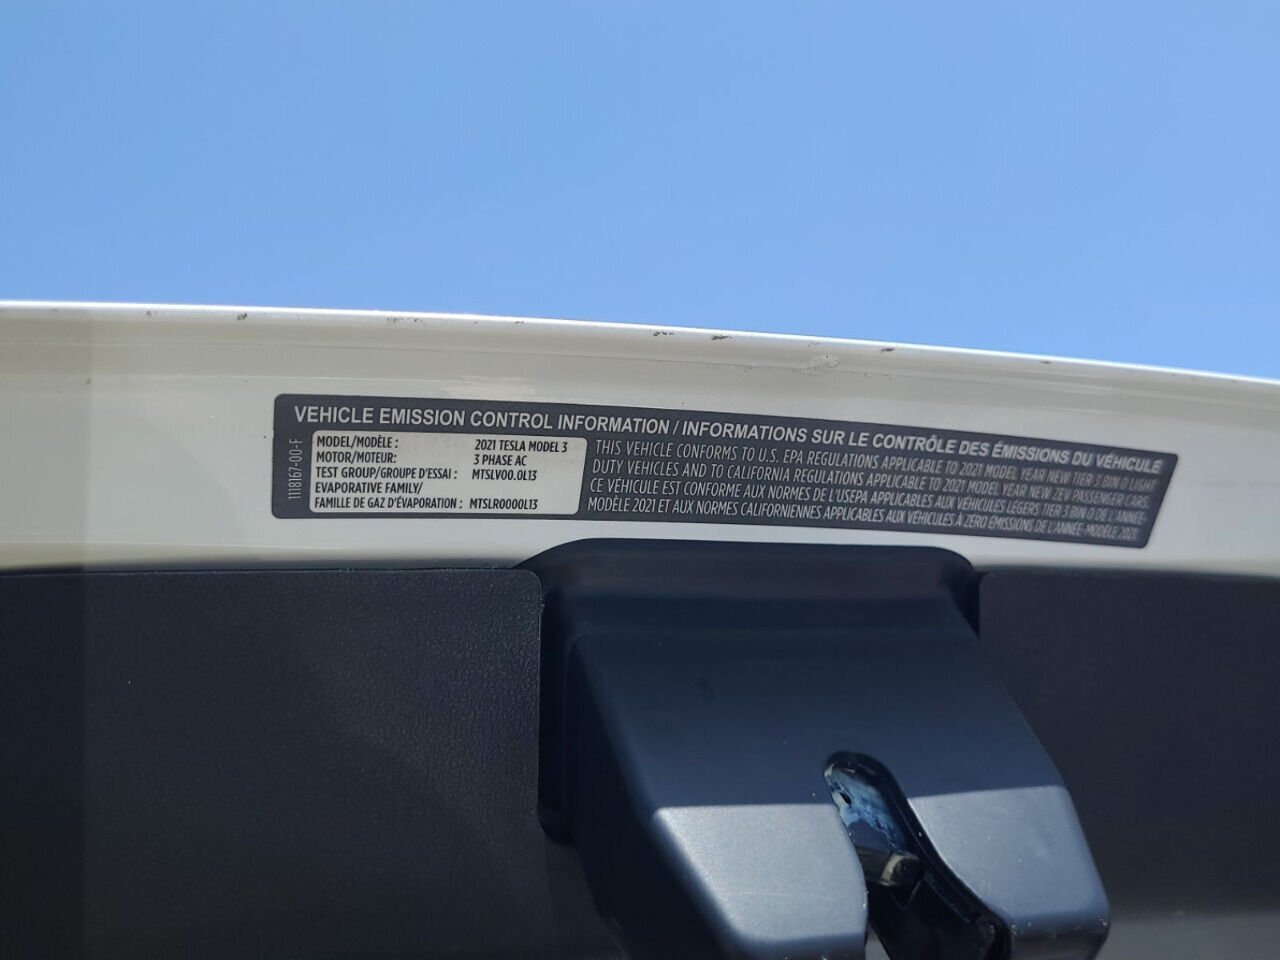 VEHICLE EMISSION CONTROL INFORMATION / INFORMATIONS SUR LE CONTRÔLE DES ÉMISSIONS DU VÉHICULE
1118167-00-F
MODEL/MODÈLE : 2021 TESLA MODEL 3
MOTOR/MOTEUR: 3 PHASE AC
TEST GROUP/GROUPE D'ESSAI : MTSLV00.0L13
EVAPORATIVE FAMILY/
FAMILLE DE GAZ D'ÉVAPORATION : MTSLR0000L13
THIS VEHICLE CONFORMS TO U.S. EPA REGULATIONS APPLICABLE TO 2021 MODEL YEAR NEW TIER 3 BIN 0 LIGHT
DUTY VEHICLES AND TO CALIFORNIA REGULATIONS APPLICABLE TO 2021 MODEL YEAR NEW ZEV PASSENGER CARS.
CE VÉHICULE EST CONFORME AUX NORMES DE L'USEPA APPLICABLES AUX VÉHICULES LÉGERS TIER 3 BIN 0 DE L'ANNÉE-
MODÈLE 2021 ET AUX NORMES CALIFORNIENNES APPLICABLES AUX VÉHICULES À ZÉRO ÉMISSIONS DE L'ANNÉE-MODÈLE 2021.